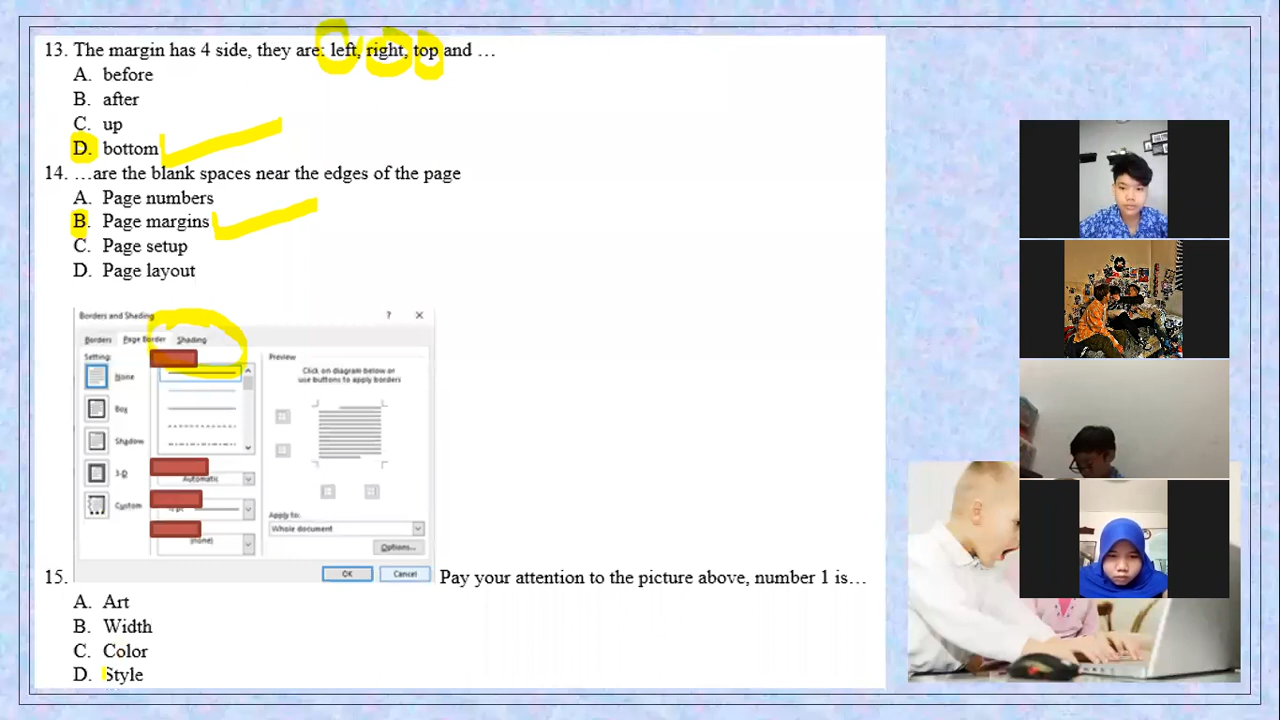 13. The margin has 4 side, they are: left, right, top and …
A. before
B. after
C. up
D. bottom
14. …are the blank spaces near the edges of the page
A. Page numbers
B. Page margins
C. Page setup
D. Page layout
Borders and Shading ? ×
Borders Page Border Shading
Setting: Preview
None
Click on diagram below or
use buttons to apply borders
Box
Shadow
3-D
Automatic
Custom
Apply to:
Whole document
(none)
Options...
OK Cancel
15. Pay your attention to the picture above, number 1 is…
A. Art
B. Width
C. Color
D. Style